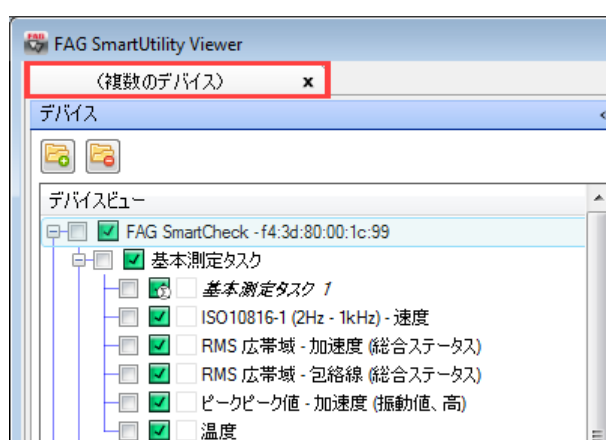 FAG SmartUtility Viewer
(複数のデバイス) x
デバイス
デバイスビュー
FAG SmartCheck - f4:3d:80:00:1c:99
基本測定タスク
基本測定タスク 1
ISO10816-1 (2Hz - 1kHz) - 速度
RMS 広帯域 - 加速度 (総合ステータス)
RMS 広帯域 - 包絡線 (総合ステータス)
ピークピーク値 - 加速度 (振動値、高)
温度